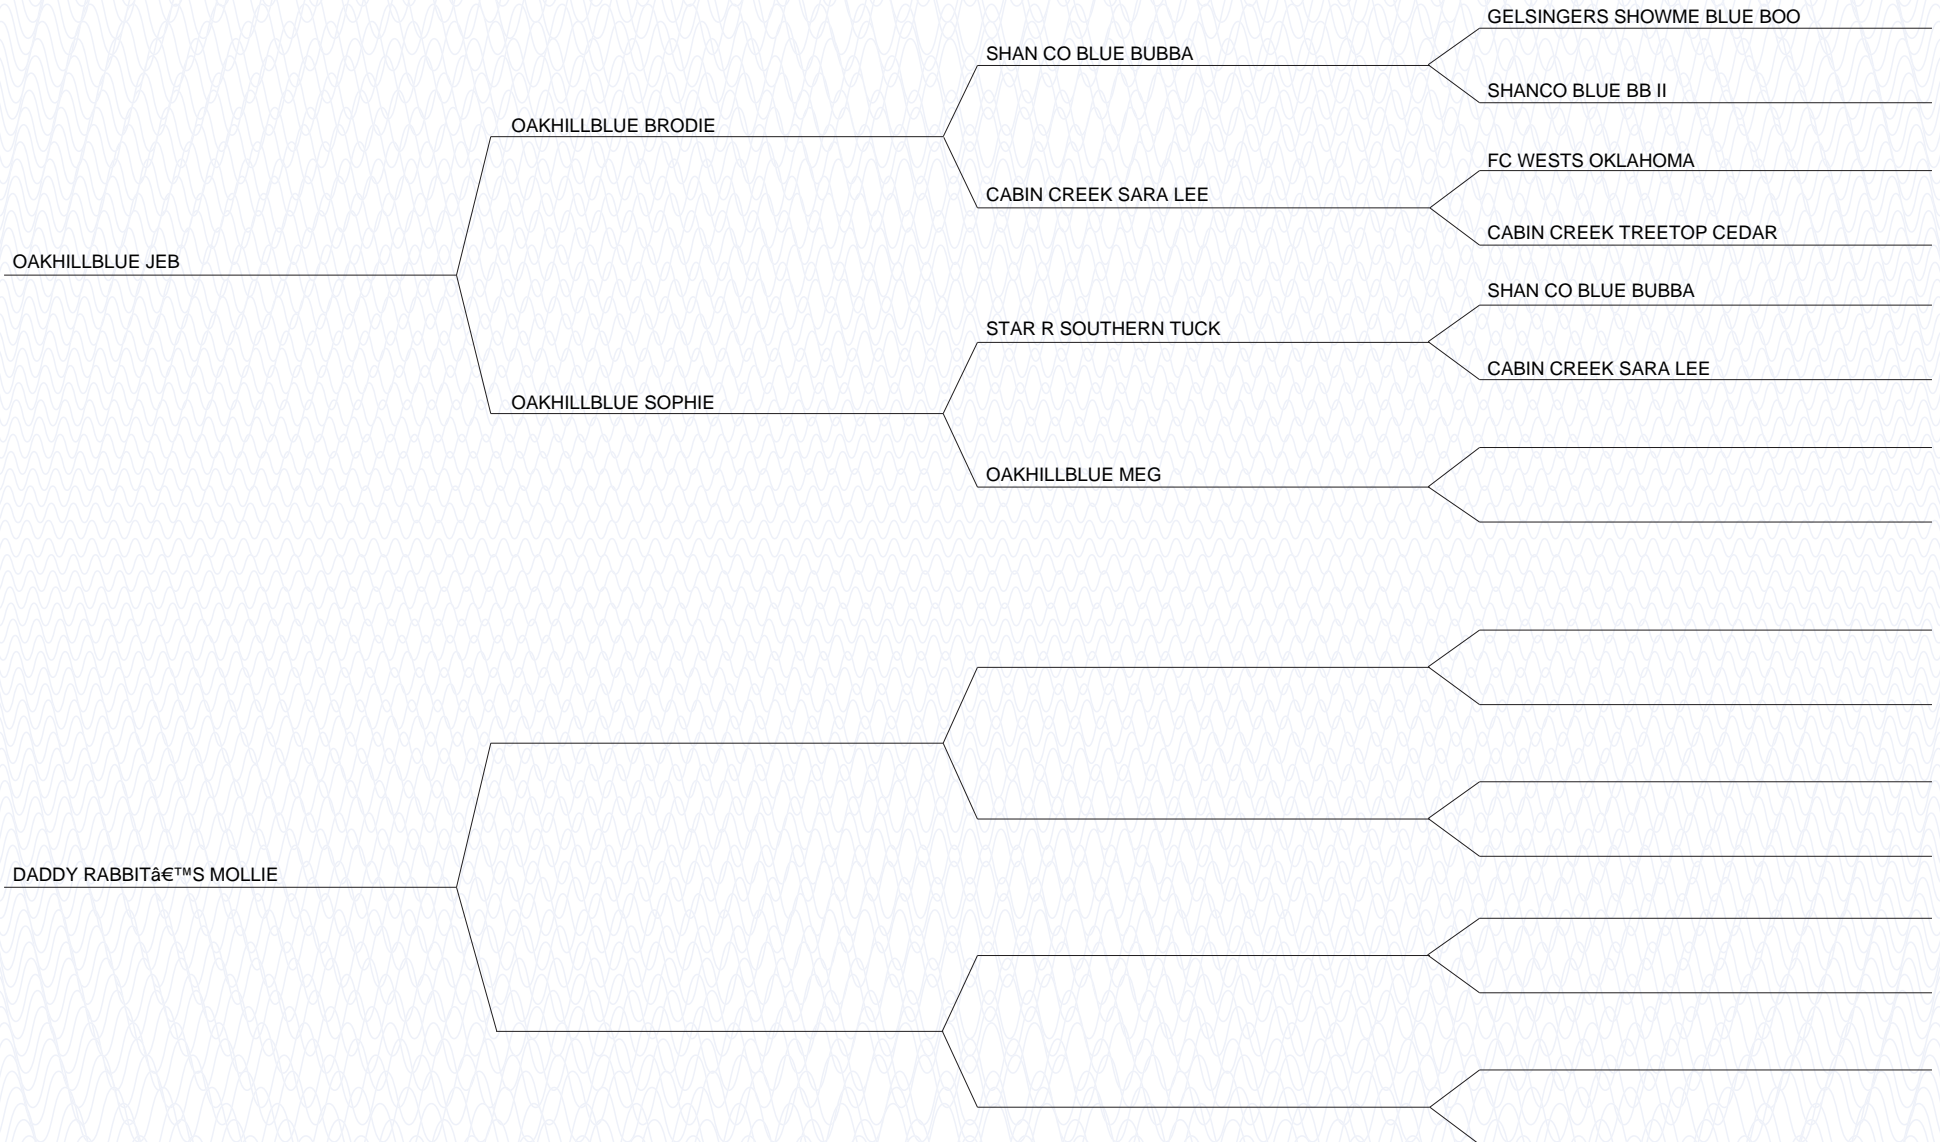 GELSINGERS SHOWME BLUE BOO
SHAN CO BLUE BUBBA
SHANCO BLUE BB II
OAKHILLBLUE BRODIE
FC WESTS OKLAHOMA
CABIN CREEK SARA LEE
CABIN CREEK TREETOP CEDAR
OAKHILLBLUE JEB
SHAN CO BLUE BUBBA
STAR R SOUTHERN TUCK
CABIN CREEK SARA LEE
OAKHILLBLUE SOPHIE
OAKHILLBLUE MEG
DADDY RABBITâ€™S MOLLIE